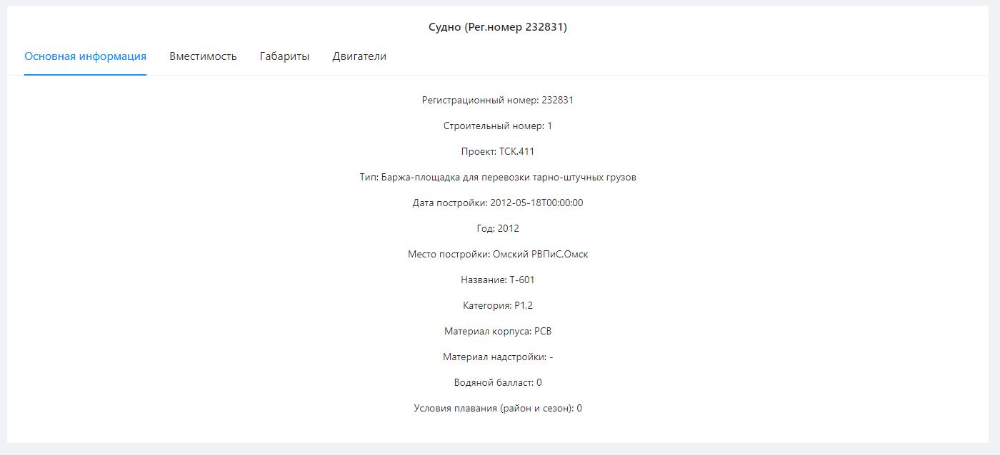 Судно (Рег.номер 232831)
Основная информация Вместимость Габариты Двигатели
Регистрационный номер: 232831
Строительный номер: 1
Проект: ТСК.411
Тип: Баржа-площадка для перевозки тарно-штучных грузов
Дата постройки: 2012-05-18T00:00:00
Год: 2012
Место постройки: Омский РВПиС,Омск
Название: Т-601
Категория: Р1,2
Материал корпуса: РСВ
Материал надстройки: -
Водяной балласт: 0
Условия плавания (район и сезон): 0